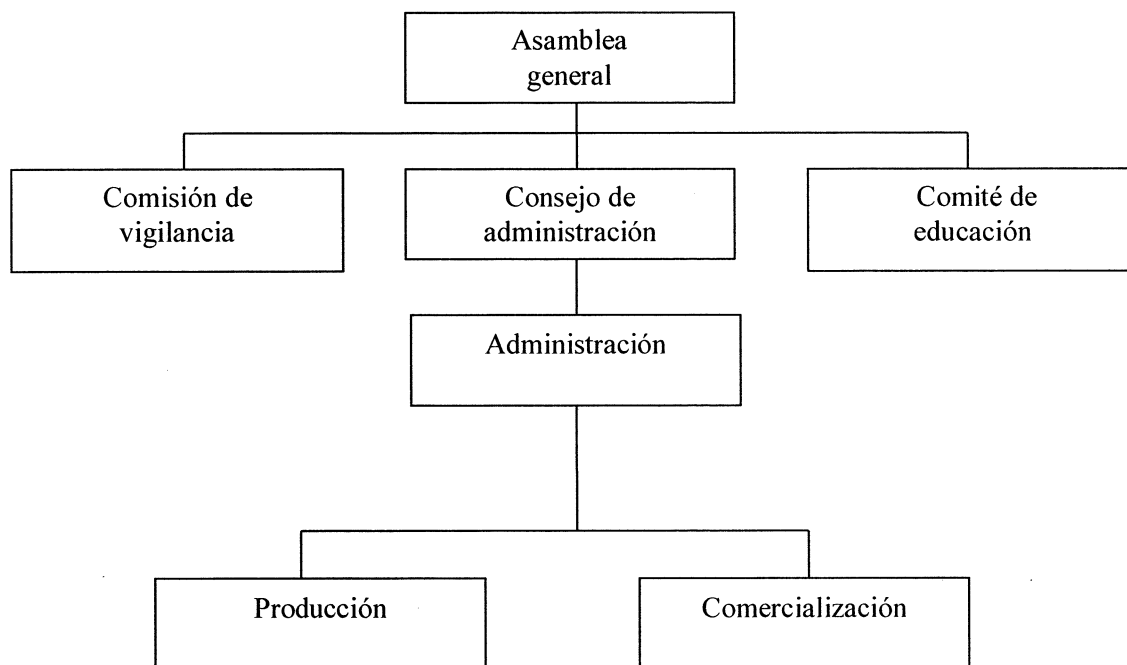 Asamblea
general
Comisión de
vigilancia
Consejo de
administración
Comité de
educación
Administración
Producción
Comercialización